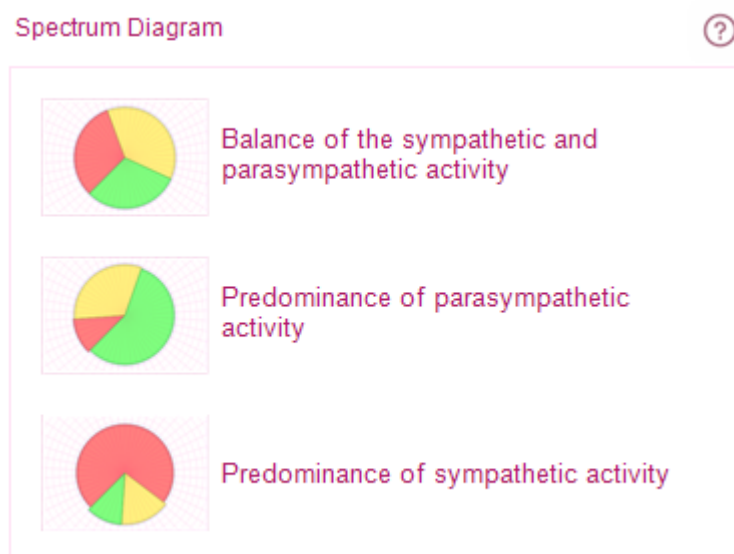 Spectrum Diagram
?
Balance of the sympathetic and
parasympathetic activity
Predominance of parasympathetic
activity
Predominance of sympathetic activity